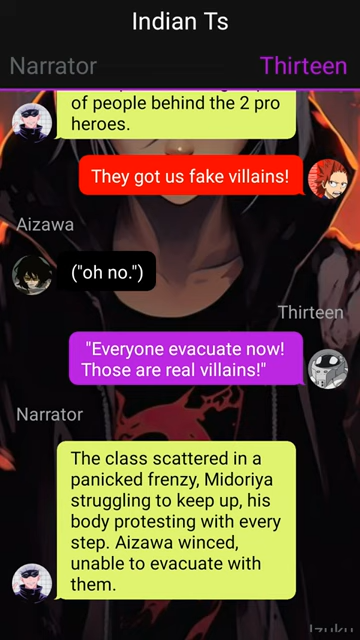 Indian Ts
Narrator
Thirteen
of people behind the 2 pro
heroes.
They got us fake villains!
Aizawa
("oh no.")
Thirteen
"Everyone evacuate now!
Those are real villains!"
Narrator
The class scattered in a
panicked frenzy, Midoriya
struggling to keep up, his
body protesting with every
step. Aizawa winced,
unable to evacuate with
them.